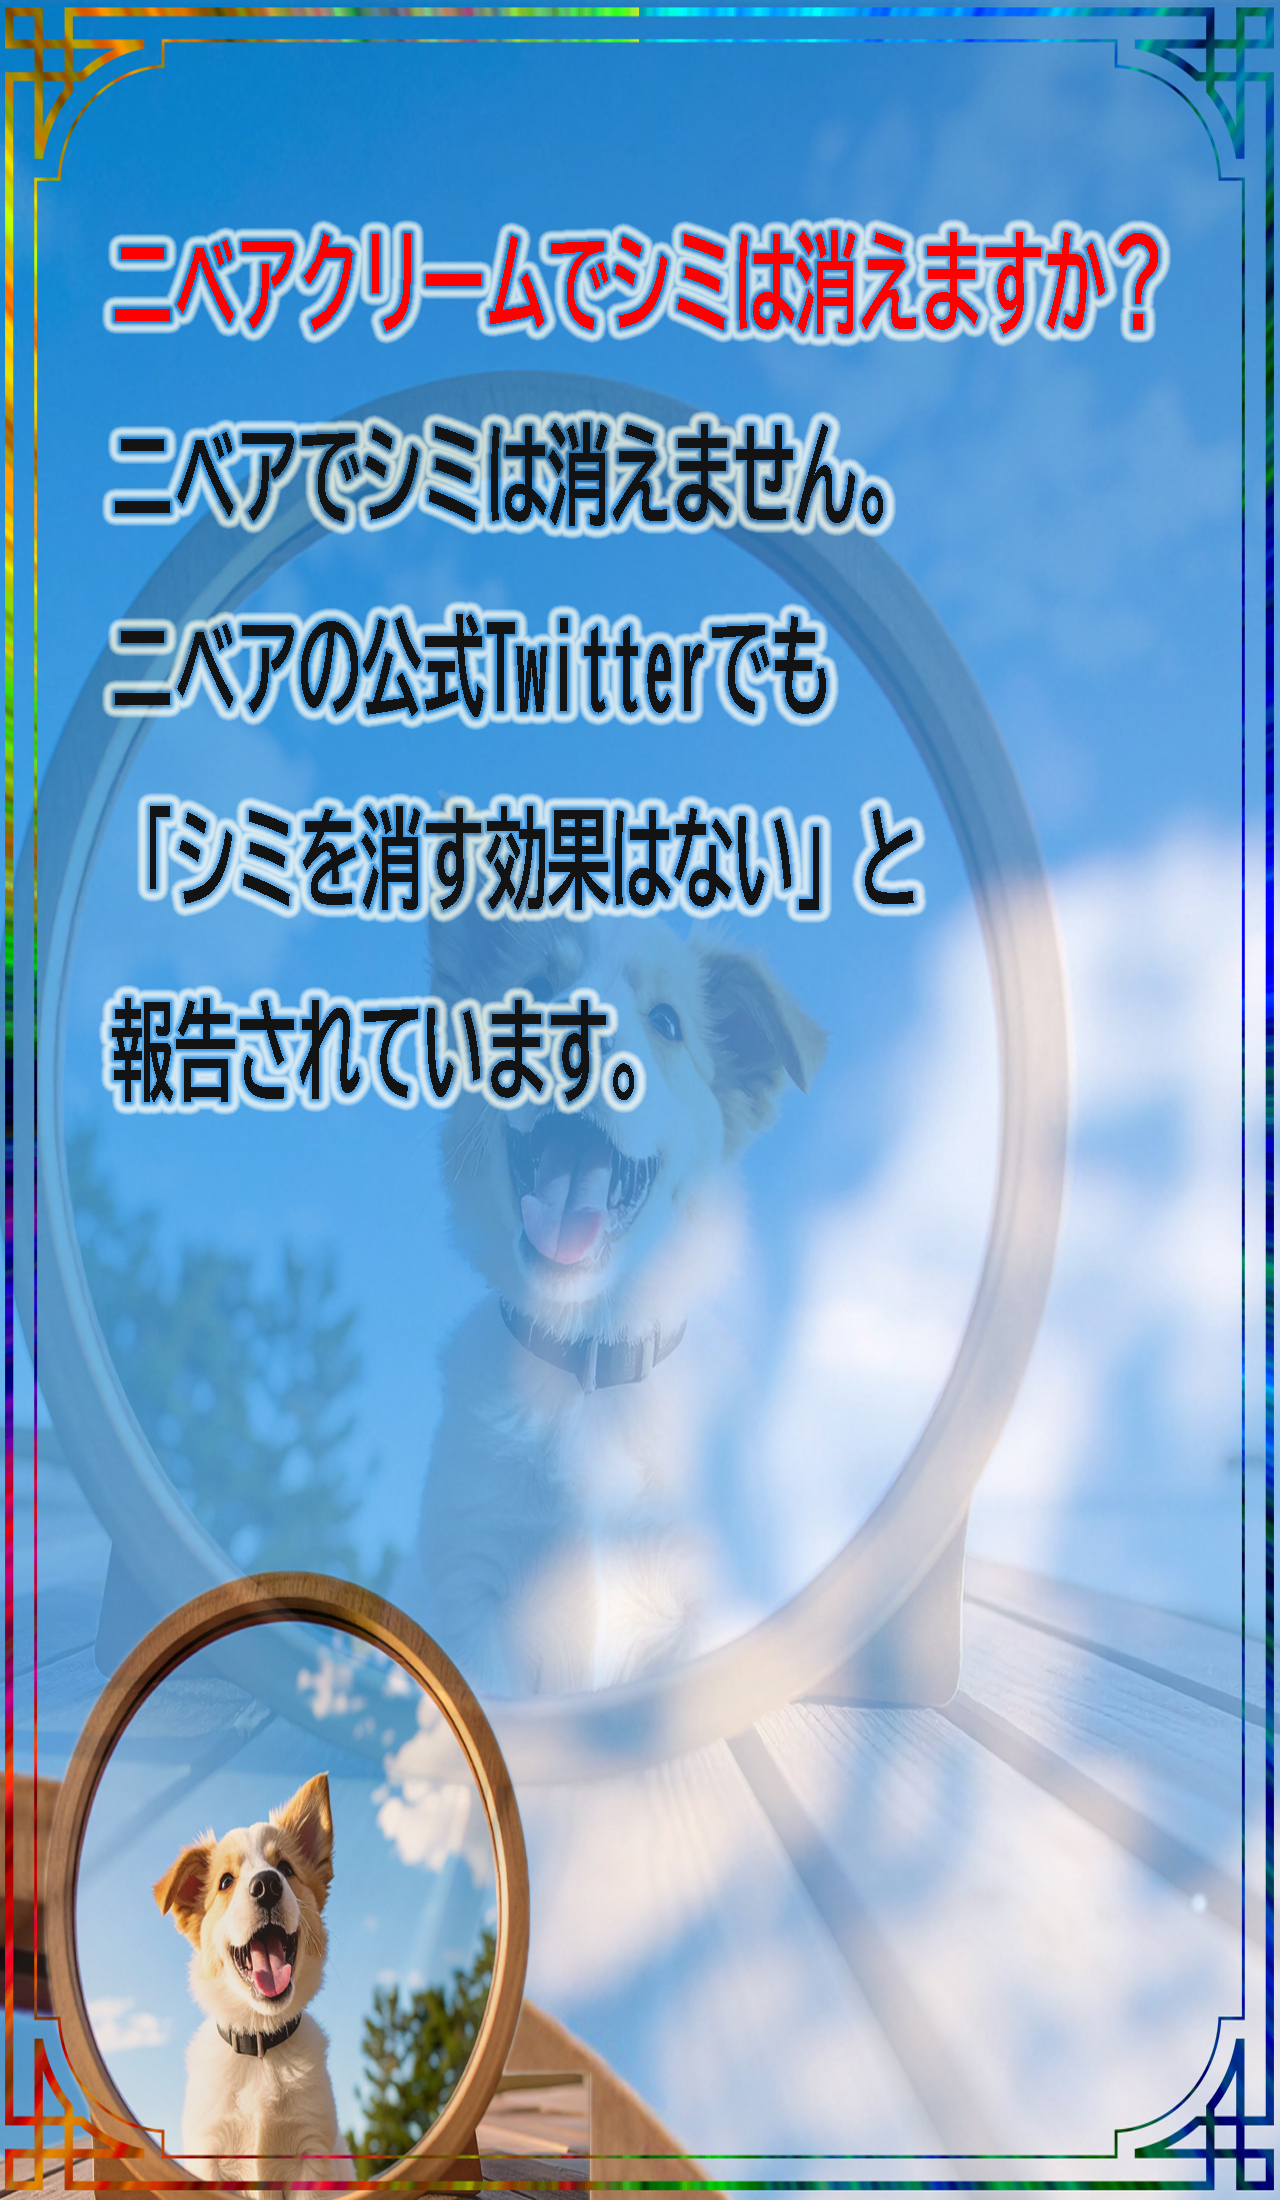 ニベアクリームでシミは消えますか？
ニベアでシミは消えません。
ニベアの公式Twitterでも
「シミを消す効果はない」と
報告されています。